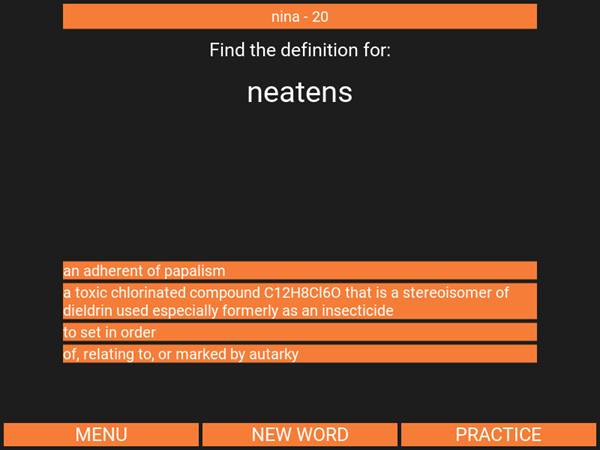 nina - 20
Find the definition for:
neatens
an adherent of papalism
a toxic chlorinated compound C12H8Cl6O that is a stereoisomer of
dieldrin used especially formerly as an insecticide
to set in order
of, relating to, or marked by autarky
MENU
NEW WORD
PRACTICE